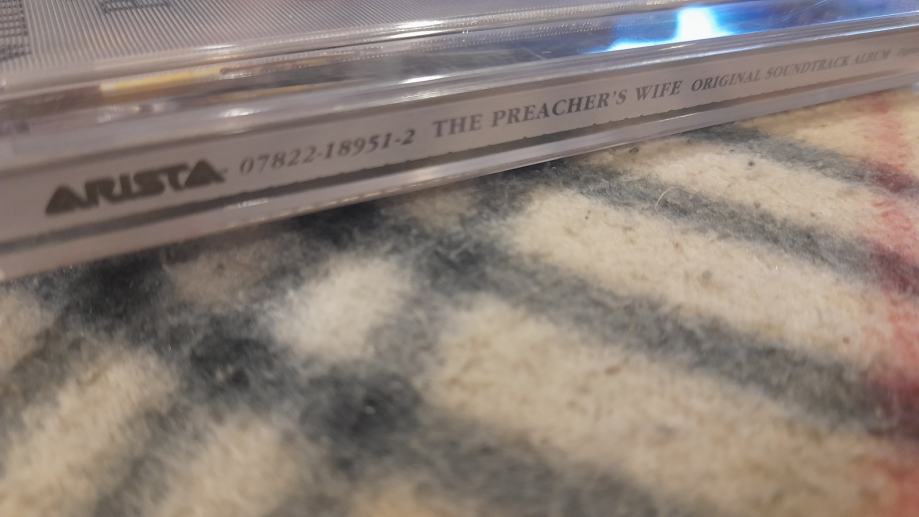 ARISTA 07822-18951-2 THE PREACHER'S WIFE ORIGINAL SOUNDTRACK ALBUM